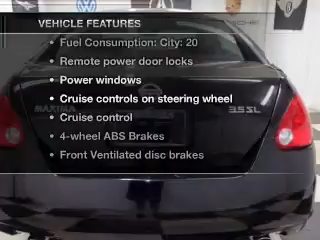 VEHICLE FEATURES
• Fuel Consumption: City: 20
• Remote power door locks
• Power windows
• Cruise controls on steering wheel
• Cruise control
• 4-wheel ABS Brakes
• Front Ventilated disc brakes
MAXIMA
3.5 SL